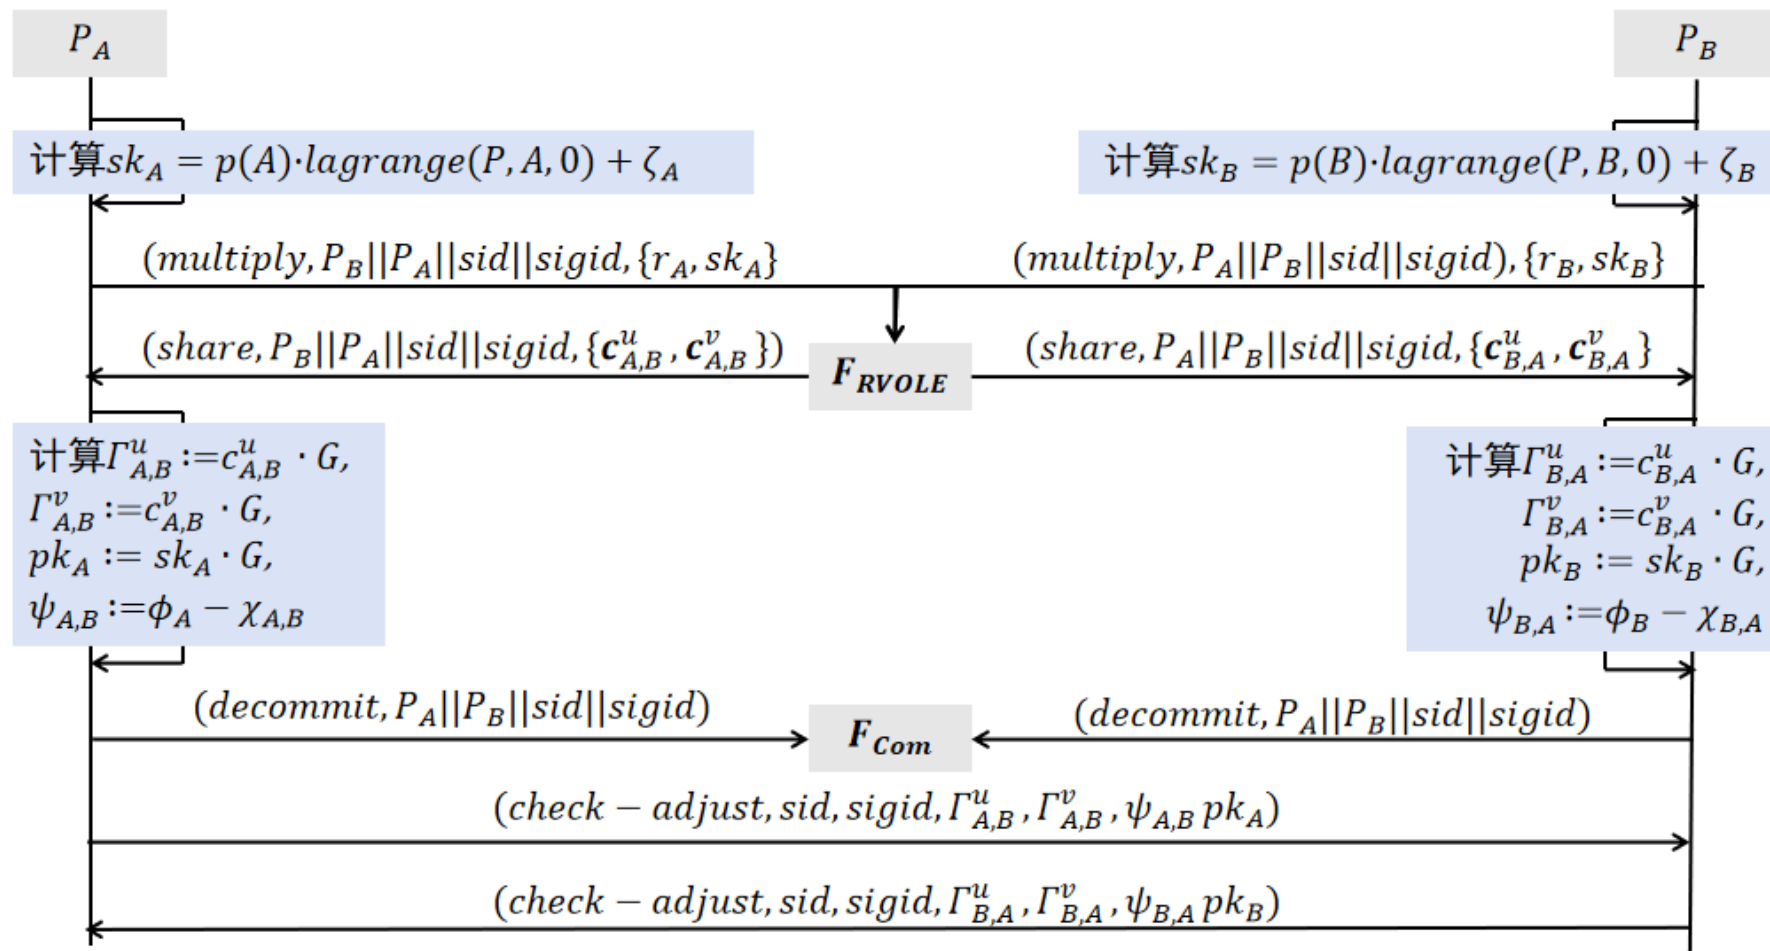 P_A
P_B
计算sk_A = p(A)·lagrange(P, A, 0) + ζ_A
计算sk_B = p(B)·lagrange(P, B, 0) + ζ_B
(multiply, P_B||P_A||sid||sigid, {r_A, sk_A}
(multiply, P_A||P_B||sid||sigid), {r_B, sk_B}
(share, P_B||P_A||sid||sigid, {c^u_{A,B}, c^v_{A,B}})
(share, P_A||P_B||sid||sigid, {c^u_{B,A}, c^v_{B,A}}
F_{RVOLE}
计算Γ^u_{A,B} :=c^u_{A,B} · G,
Γ^v_{A,B} :=c^v_{A,B} · G,
pk_A := sk_A · G,
ψ_{A,B} :=ϕ_A − χ_{A,B}
计算Γ^u_{B,A} :=c^u_{B,A} · G,
Γ^v_{B,A} :=c^v_{B,A} · G,
pk_B := sk_B · G,
ψ_{B,A} :=ϕ_B − χ_{B,A}
(decommit, P_A||P_B||sid||sigid)
F_{Com}
(decommit, P_A||P_B||sid||sigid)
(check − adjust, sid, sigid, Γ^u_{A,B}, Γ^v_{A,B}, ψ_{A,B} pk_A)
(check − adjust, sid, sigid, Γ^u_{B,A}, Γ^v_{B,A}, ψ_{B,A} pk_B)